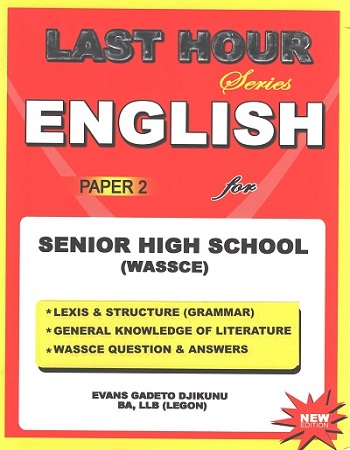 LAST HOUR
Series
ENGLISH
PAPER 2 for
SENIOR HIGH SCHOOL
(WASSCE)
*LEXIS & STRUCTURE (GRAMMAR)
*GENERAL KNOWLEDGE OF LITERATURE
*WASSCE QUESTION & ANSWERS
EVANS GADETO DJIKUNU
BA, LLB (LEGON)
NEW
EDITION